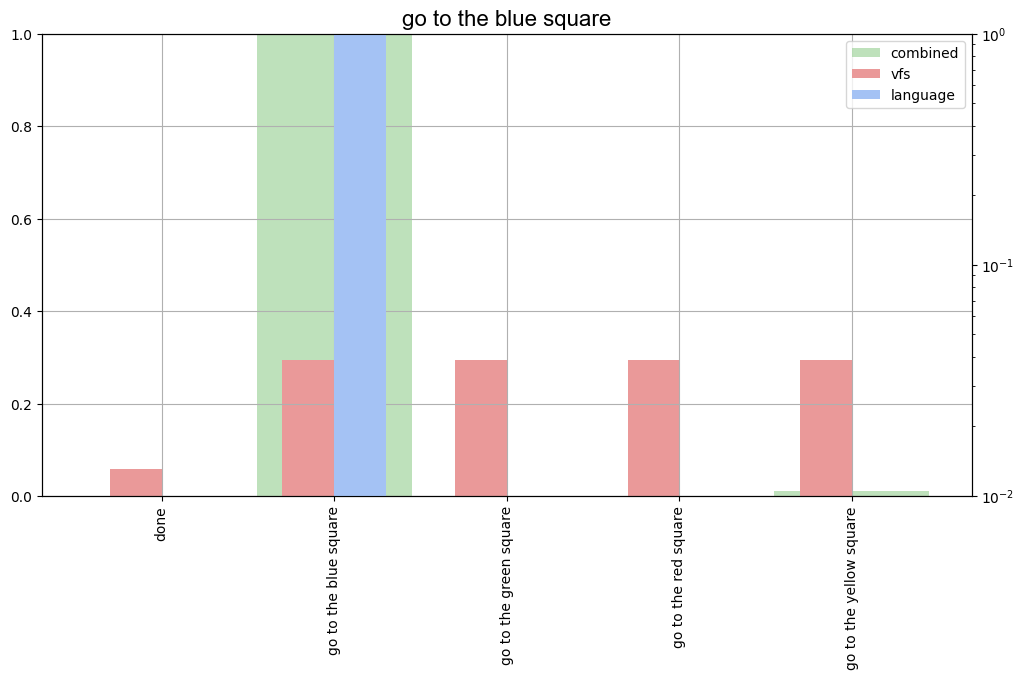 go to the blue square
combined
vfs
language
1.0
0.8
0.6
0.4
0.2
0.0
10⁰
10⁻¹
10⁻²
done
go to the blue square
go to the green square
go to the red square
go to the yellow square